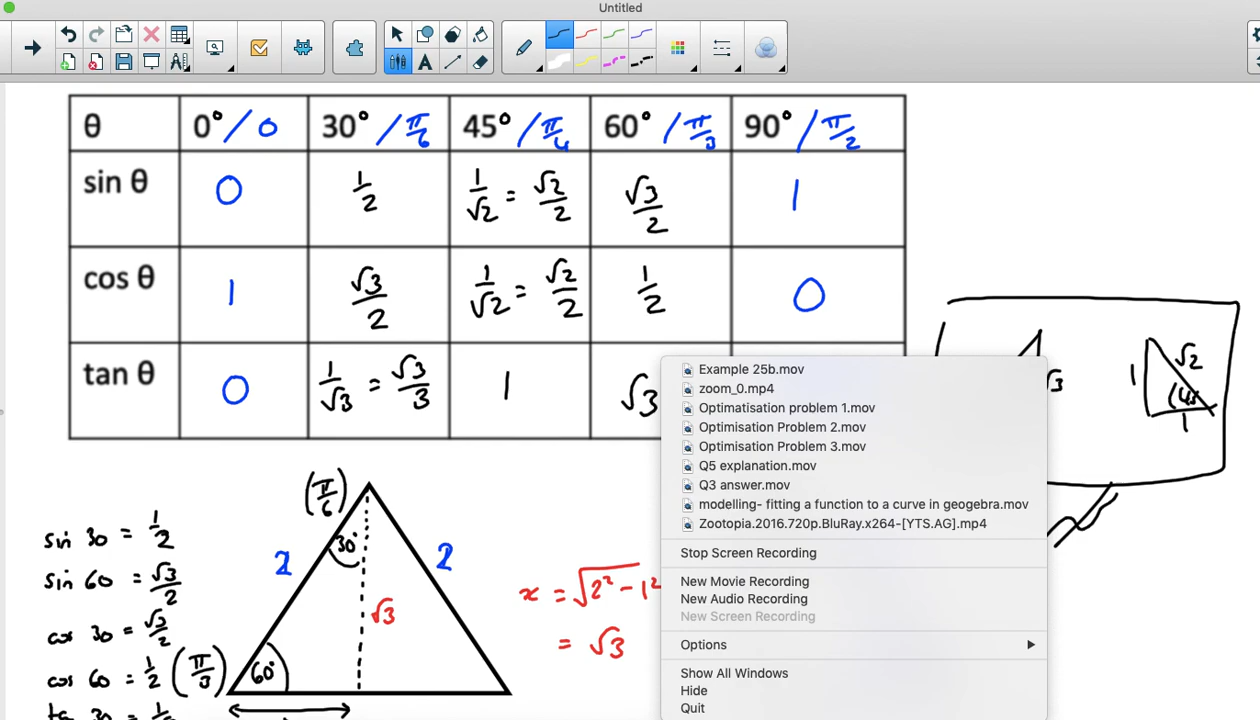 Untitled
θ 0° / 0 30° / π/6 45° / π/4 60° / π/3 90° / π/2
sin θ 0 1/2 1/√2 = √2/2 √3/2 1
cos θ 1 √3/2 1/√2 = √2/2 1/2 0
tan θ 0 1/√3 = √3/3 1 √3
√3 1 √2 1
Example 25b.mov
zoom_0.mp4
Optimatisation problem 1.mov
Optimisation Problem 2.mov
Optimisation Problem 3.mov
Q5 explanation.mov
Q3 answer.mov
modelling- fitting a function to a curve in geogebra.mov
Zootopia.2016.720p.BluRay.x264-[YTS.AG].mp4
Stop Screen Recording
New Movie Recording
New Audio Recording
New Screen Recording
Options
Show All Windows
Hide
Quit
sin 30 = 1/2
sin 60 = √3/2
cos 30 = √3/2
cos 60 = 1/2
(π/6)
30°
2 2
√3
(π/3) 60°
x = √2² - 1²
= √3